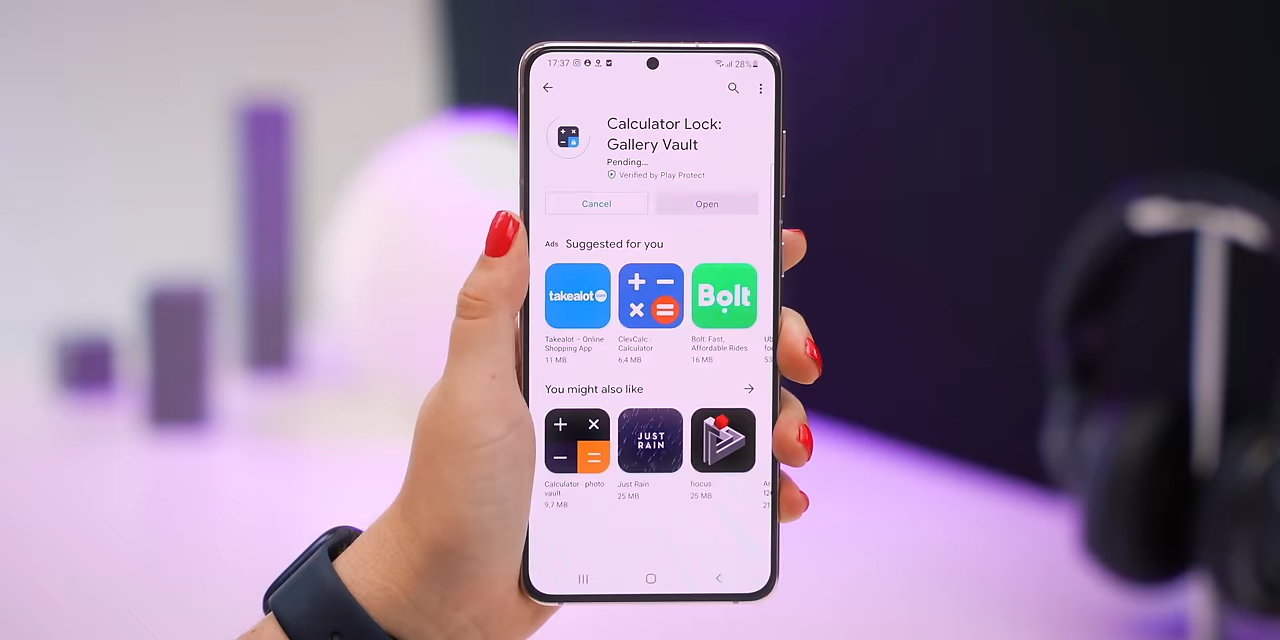 17:37
28%
Calculator Lock:
Gallery Vault
Pending...
Verified by Play Protect
Cancel
Open
Ads Suggested for you
takealot
.com
Bolt
Takealot – Online
Shopping App
11 MB
ClevCalc -
Calculator
6,4 MB
Bolt: Fast,
Affordable Rides
16 MB
You might also like
JUST
RAIN
Calculator - photo
vault
9,7 MB
Just Rain
25 MB
hocus.
25 MB